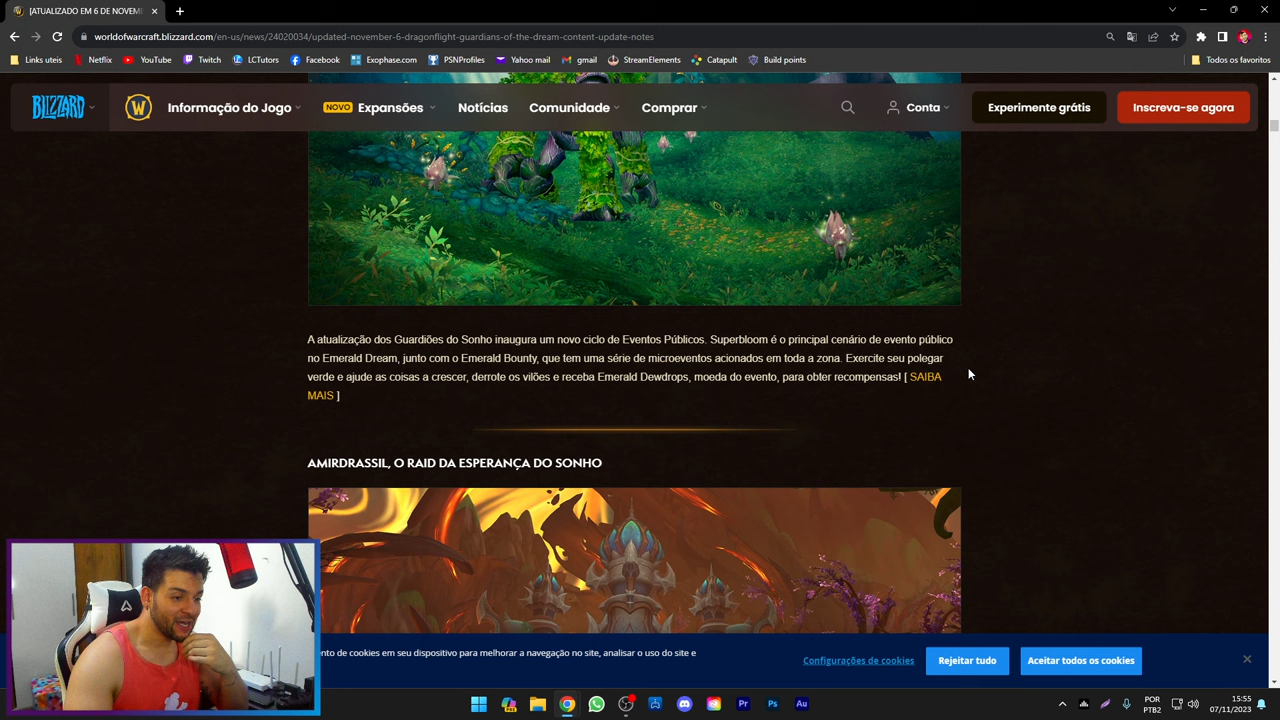 [ATUALIZADO EM 6 DE NOVEM
worldofwarcraft.blizzard.com/en-us/news/24020034/updated-november-6-dragonflight-guardians-of-the-dream-content-update-notes
Links uteis Netflix YouTube Twitch LCTutors Facebook Exophase.com PSNProfiles Yahoo mail gmail StreamElements Catapult Build points Todos os favoritos
BLIZZARD W Informação do Jogo NOVO Expansões Notícias Comunidade Comprar Conta Experimente grátis Inscreva-se agora
A atualização dos Guardiões do Sonho inaugura um novo ciclo de Eventos Públicos. Superbloom é o principal cenário de evento público
no Emerald Dream, junto com o Emerald Bounty, que tem uma série de microeventos acionados em toda a zona. Exercite seu polegar
verde e ajude as coisas a crescer, derrote os vilões e receba Emerald Dewdrops, moeda do evento, para obter recompensas! [ SAIBA
MAIS ]
AMIRDRASSIL, O RAID DA ESPERANÇA DO SONHO
ento de cookies em seu dispositivo para melhorar a navegação no site, analisar o uso do site e
Configurações de cookies Rejeitar tudo Aceitar todos os cookies
Pr Ps Au
POR 15:55
PTB2 07/11/2023